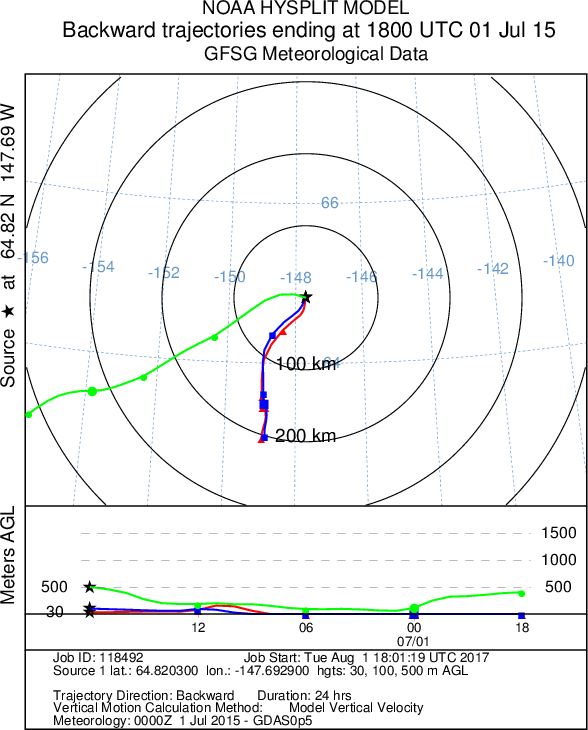 NOAA HYSPLIT MODEL
Backward trajectories ending at 1800 UTC 01 Jul 15
GFSG Meteorological Data
Source ★ at 64.82 N 147.69 W
66
-156 -154 -152 -150 -148 -146 -144 -142 -140
100 km 64
200 km
Meters AGL
1500
1000
500 500
30
12 06 00 18
07/01
Job ID: 118492 Job Start: Tue Aug 1 18:01:19 UTC 2017
Source 1 lat.: 64.820300 lon.: -147.692900 hgts: 30, 100, 500 m AGL
Trajectory Direction: Backward Duration: 24 hrs
Vertical Motion Calculation Method: Model Vertical Velocity
Meteorology: 0000Z 1 Jul 2015 - GDAS0p5